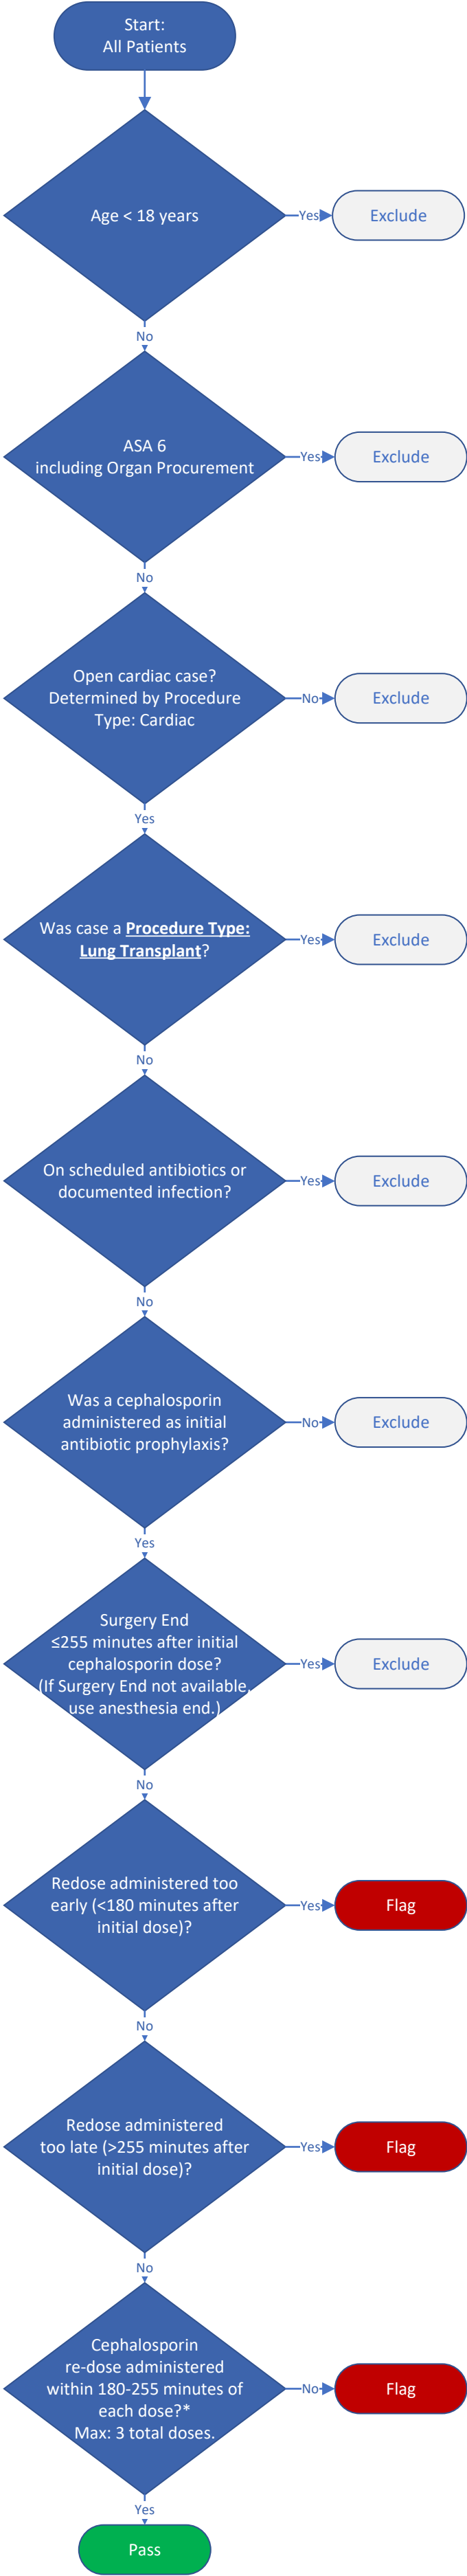 Start:
All Patients
Age < 18 years
Yes
Exclude
No
ASA 6
including Organ Procurement
Yes
Exclude
No
Open cardiac case?
Determined by Procedure
Type: Cardiac
No
Exclude
Yes
Was case a Procedure Type:
Lung Transplant?
Yes
Exclude
No
On scheduled antibiotics or
documented infection?
Yes
Exclude
No
Was a cephalosporin
administered as initial
antibiotic prophylaxis?
No
Exclude
Yes
Surgery End
≤255 minutes after initial
cephalosporin dose?
(If Surgery End not available,
use anesthesia end.)
Yes
Exclude
No
Redose administered too
early (<180 minutes after
initial dose)?
Yes
Flag
No
Redose administered
too late (>255 minutes after
initial dose)?
Yes
Flag
No
Cephalosporin
re-dose administered
within 180-255 minutes of
each dose?*
Max: 3 total doses.
No
Flag
Yes
Pass